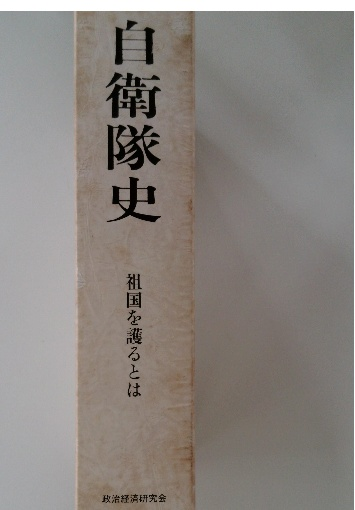 自衛隊史
祖国を護るとは
政治経済研究会